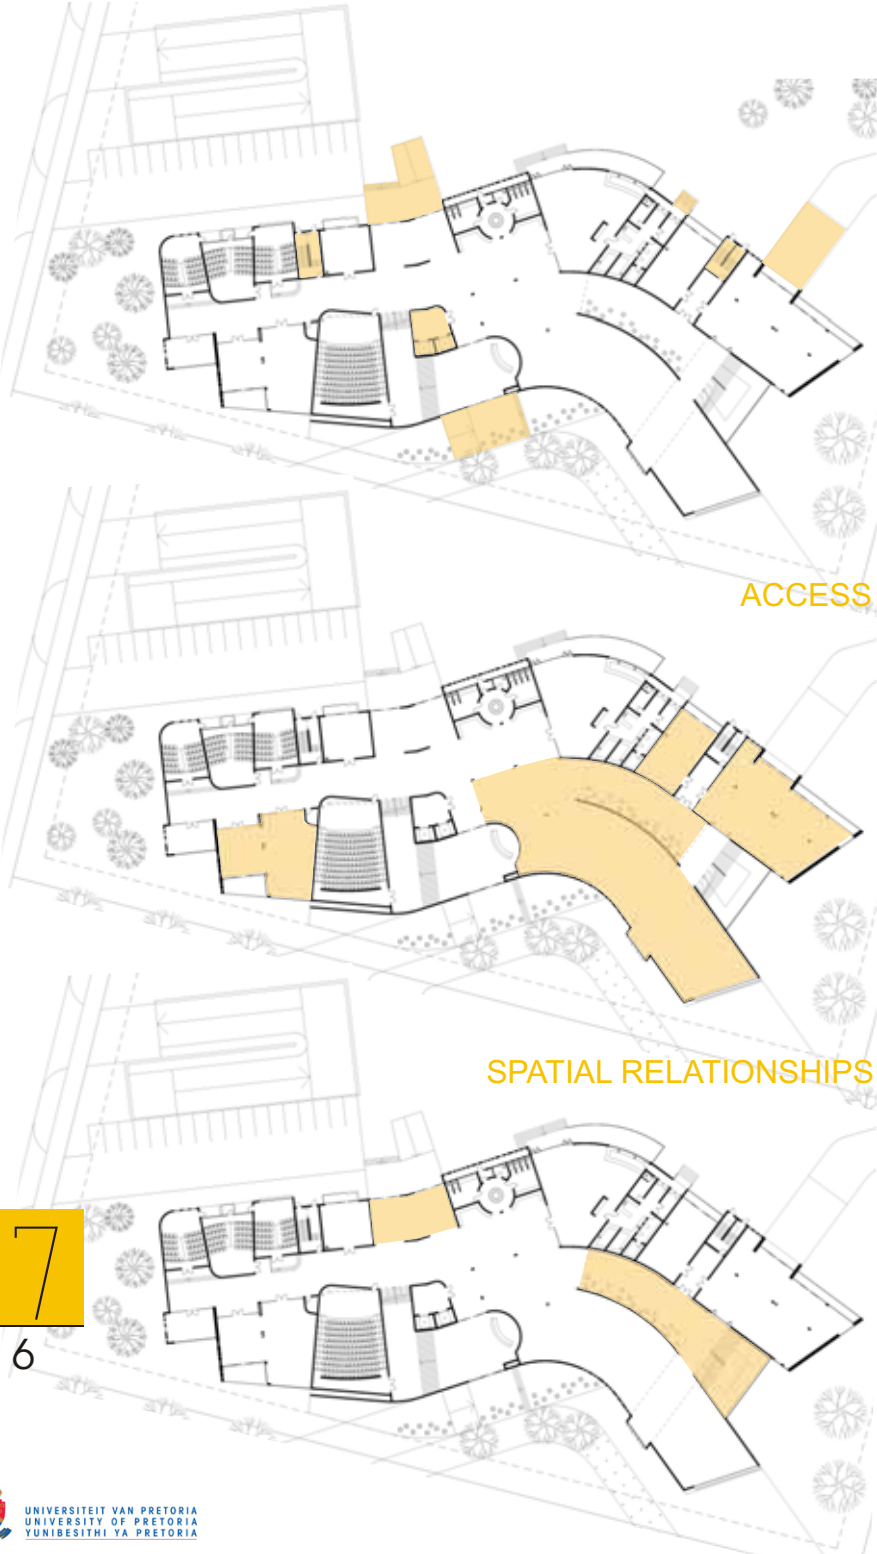 ACCESS
SPATIAL RELATIONSHIPS
7
6
UNIVERSITEIT VAN PRETORIA
UNIVERSITY OF PRETORIA
YUNIBESITHI YA PRETORIA